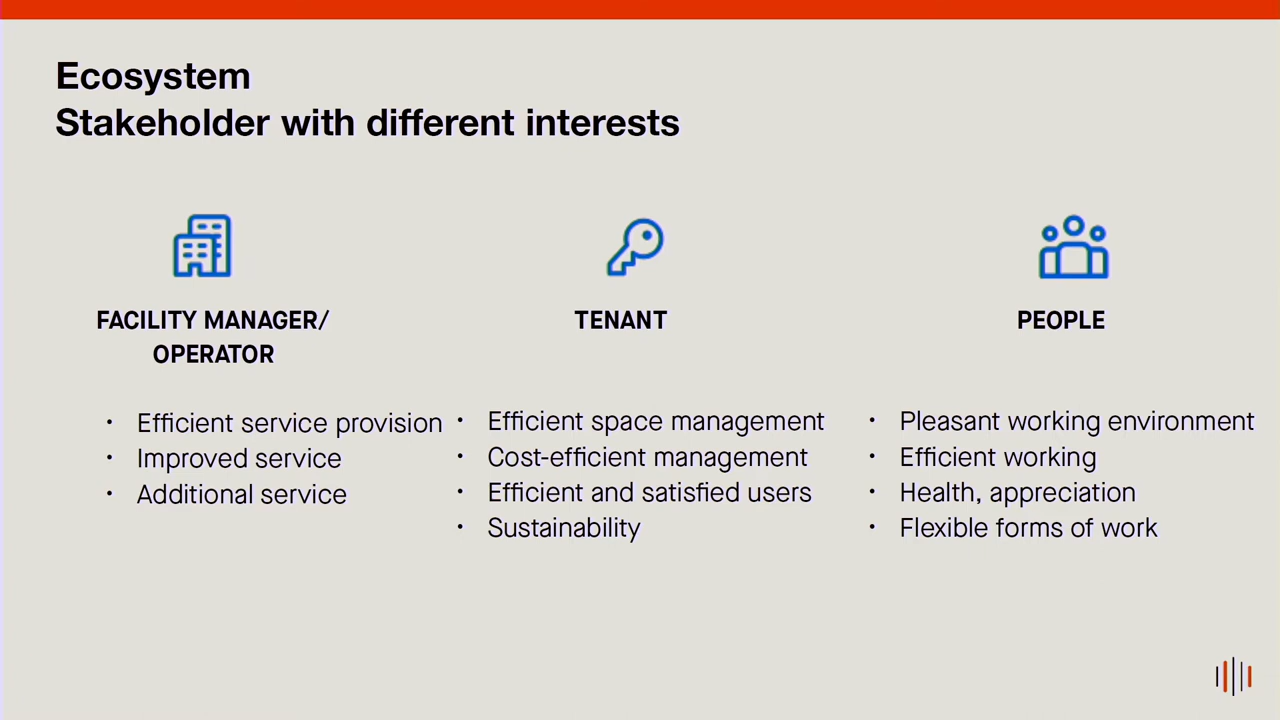 Ecosystem
Stakeholder with different interests
FACILITY MANAGER/
OPERATOR
• Efficient service provision
• Improved service
• Additional service
TENANT
• Efficient space management
• Cost-efficient management
• Efficient and satisfied users
• Sustainability
PEOPLE
• Pleasant working environment
• Efficient working
• Health, appreciation
• Flexible forms of work